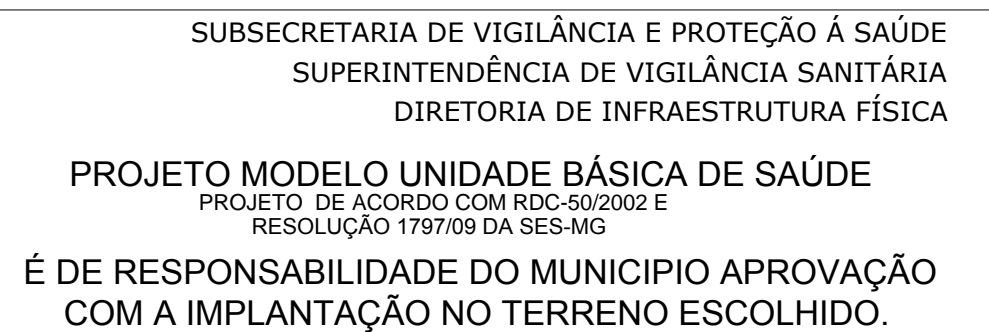 SUBSECRETARIA DE VIGILÂNCIA E PROTEÇÃO Á SAÚDE
SUPERINTENDÊNCIA DE VIGILÂNCIA SANITÁRIA
DIRETORIA DE INFRAESTRUTURA FÍSICA
PROJETO MODELO UNIDADE BÁSICA DE SAÚDE
PROJETO DE ACORDO COM RDC-50/2002 E
RESOLUÇÃO 1797/09 DA SES-MG
É DE RESPONSABILIDADE DO MUNICIPIO APROVAÇÃO
COM A IMPLANTAÇÃO NO TERRENO ESCOLHIDO.